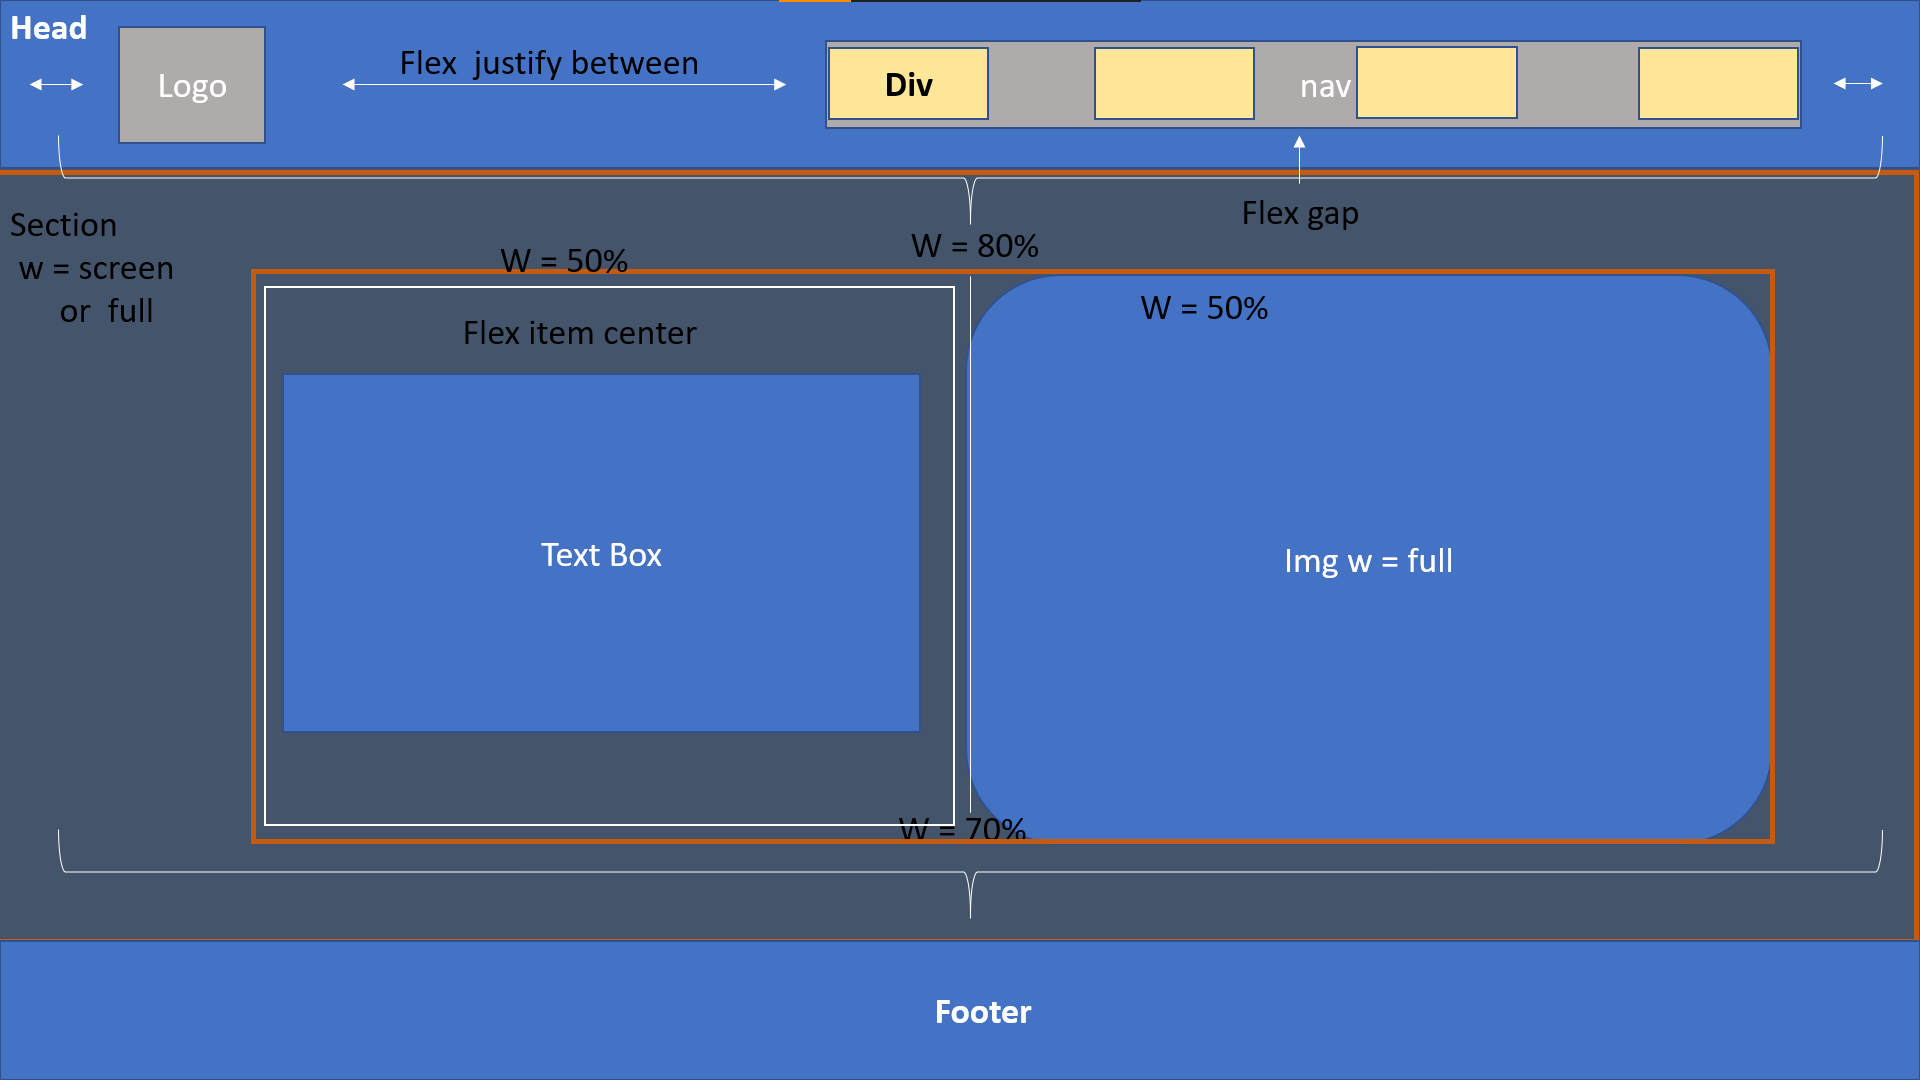 Head
Logo
Flex  justify between
Div
nav
Flex gap
Section
w = screen
or  full
W = 50%
W = 80%
W = 50%
Flex item center
Text Box
Img w = full
W = 70%
Footer